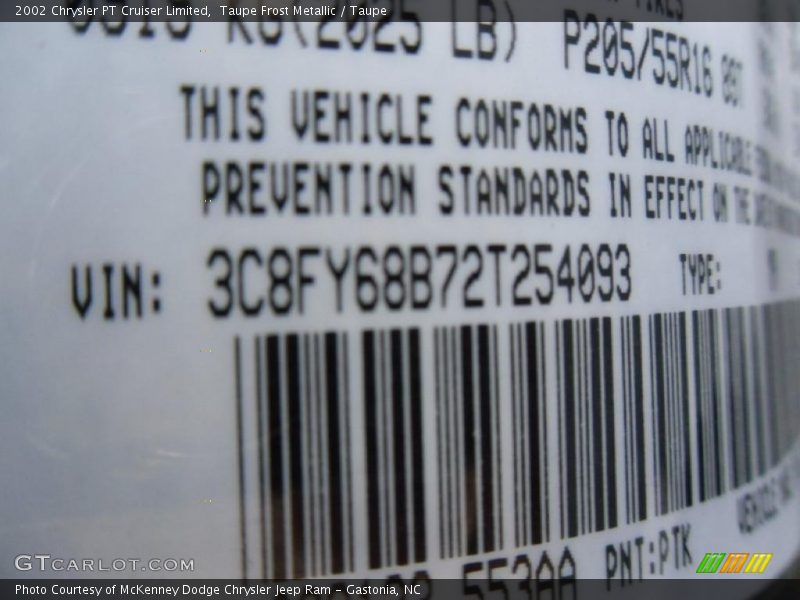 2002 Chrysler PT Cruiser Limited, Taupe Frost Metallic / Taupe
(2025 LB)
P205/55R16
THIS VEHICLE CONFORMS TO ALL APPLICABLE
PREVENTION STANDARDS IN EFFECT ON THE
VIN: 3C8FY68B72T254093 TYPE:
553AA PNT:PTK
GTCARLOT.COM
Photo Courtesy of McKenney Dodge Chrysler Jeep Ram - Gastonia, NC